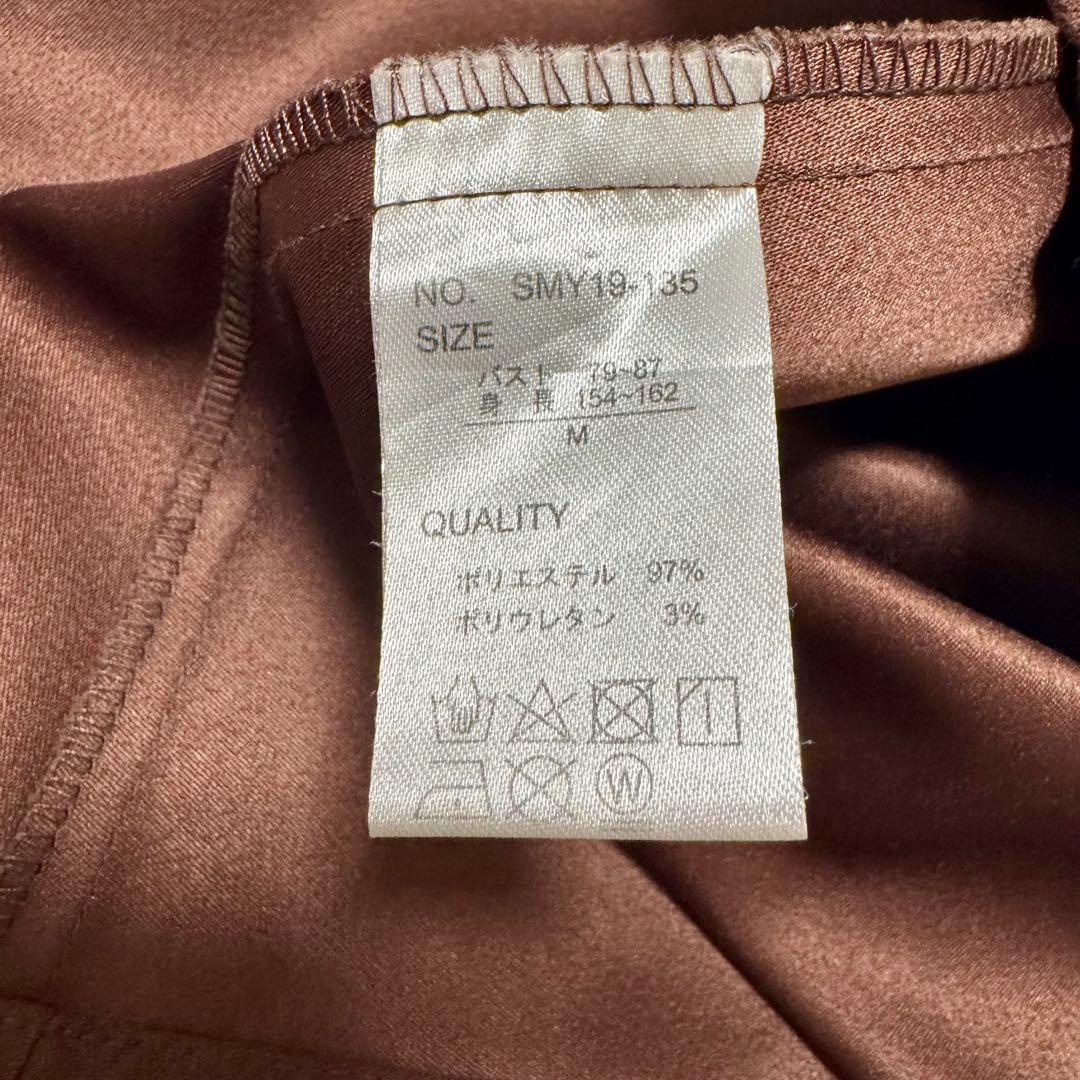 NO. SMY19-135
SIZE
バスト 79~87
身 長 154~162
M
QUALITY
ポリエステル 97%
ポリウレタン 3%
W